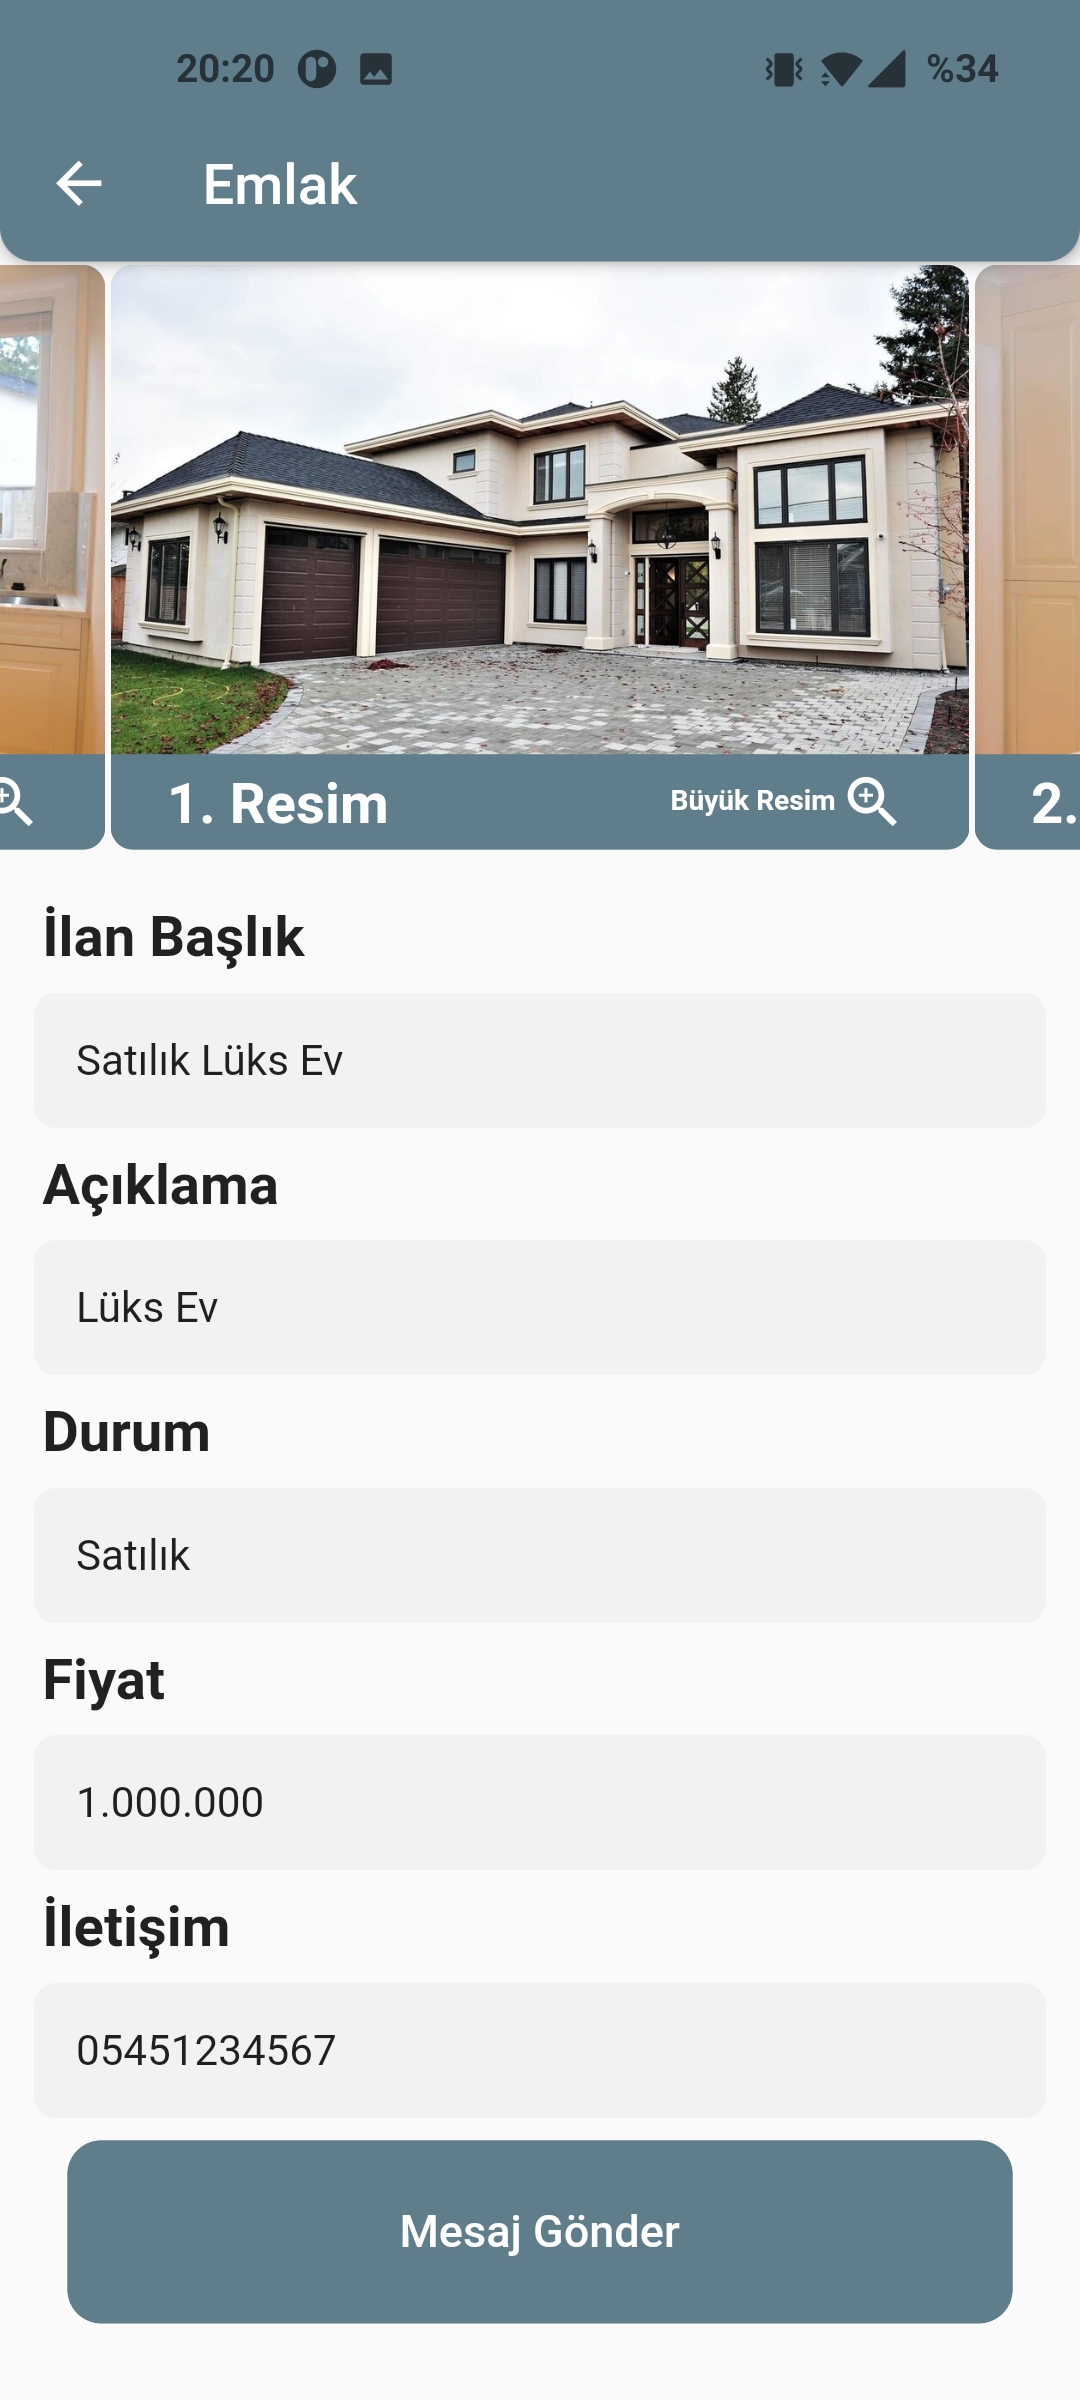 20:20
%34
Emlak
1. Resim
Büyük Resim
2.
İlan Başlık
Satılık Lüks Ev
Açıklama
Lüks Ev
Durum
Satılık
Fiyat
1.000.000
İletişim
05451234567
Mesaj Gönder